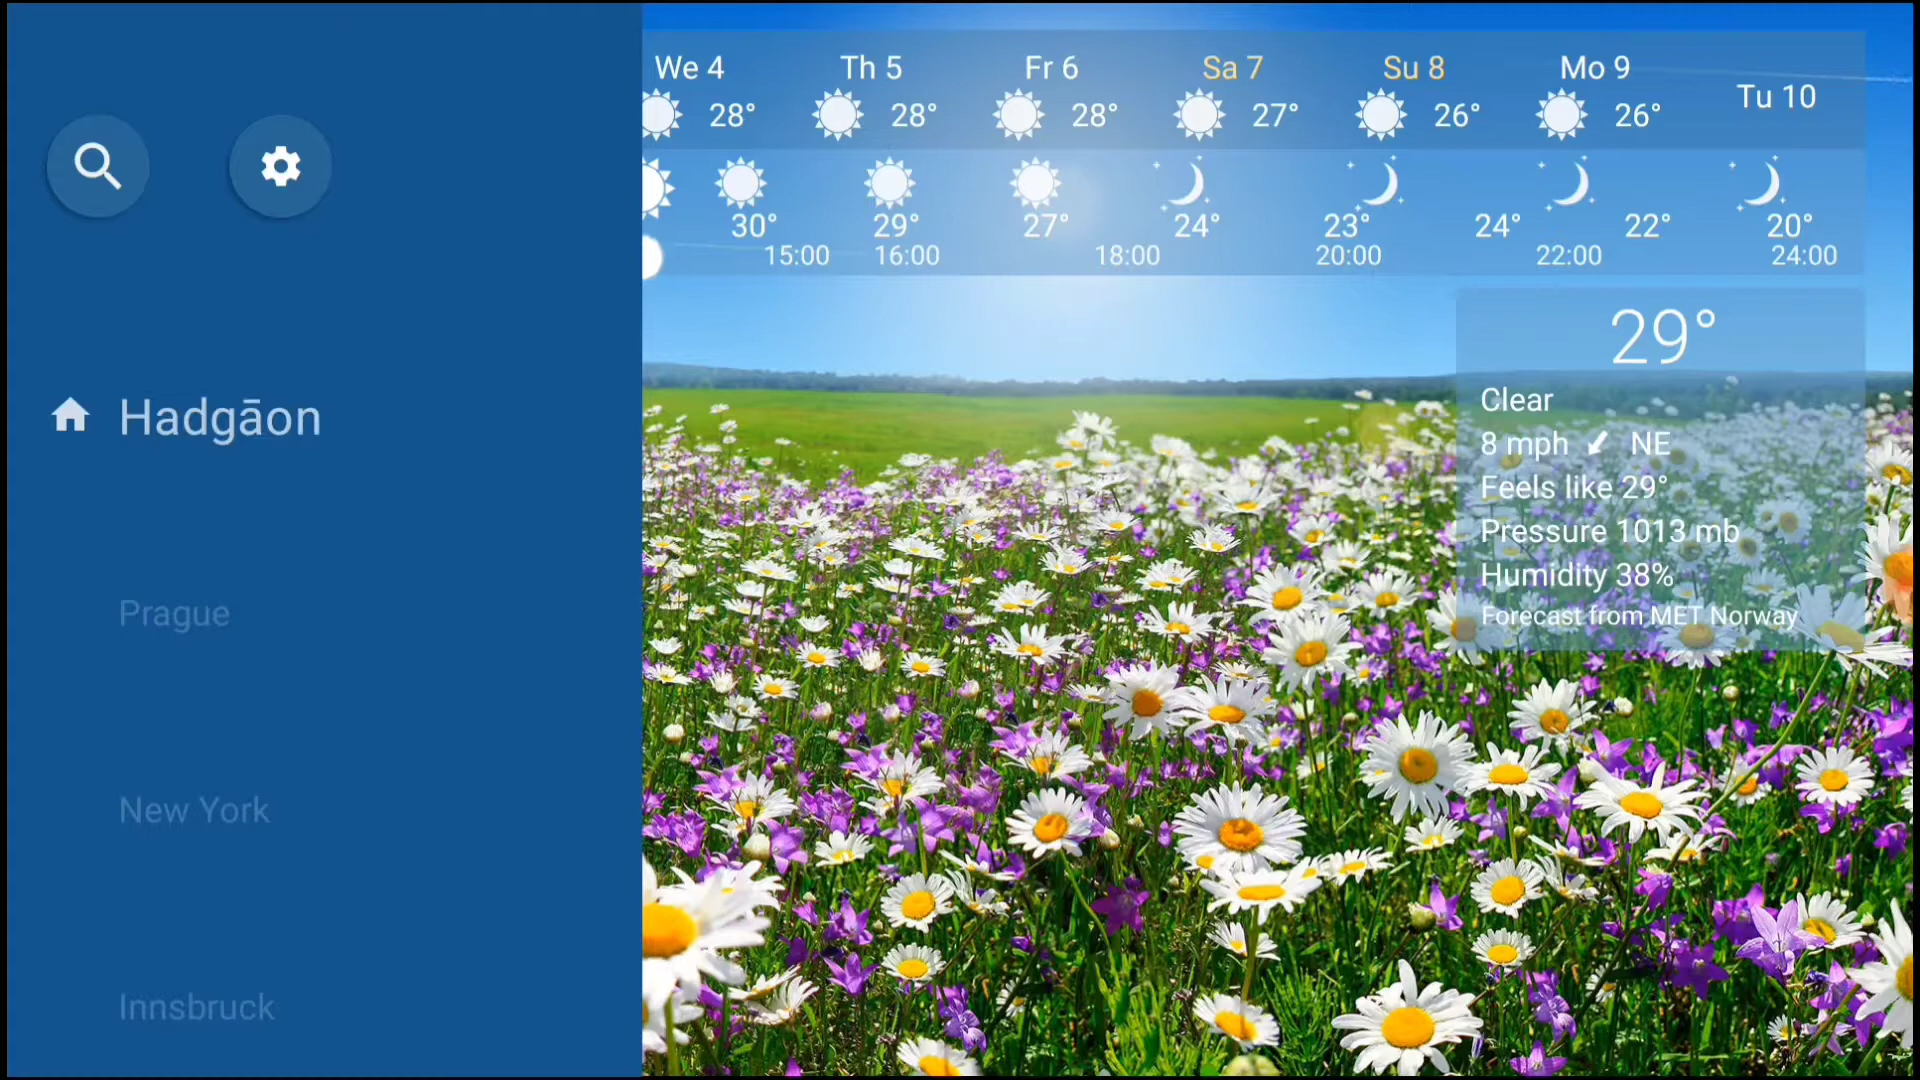 We 4 Th 5 Fr 6 Sa 7 Su 8 Mo 9 Tu 10
28° 28° 28° 27° 26° 26°
30° 29° 27° 24° 23° 24° 22° 20°
15:00 16:00 18:00 20:00 22:00 24:00
29°
Clear
8 mph NE
Feels like 29°
Pressure 1013 mb
Humidity 38%
Forecast from MET Norway
Hadgāon
Prague
New York
Innsbruck